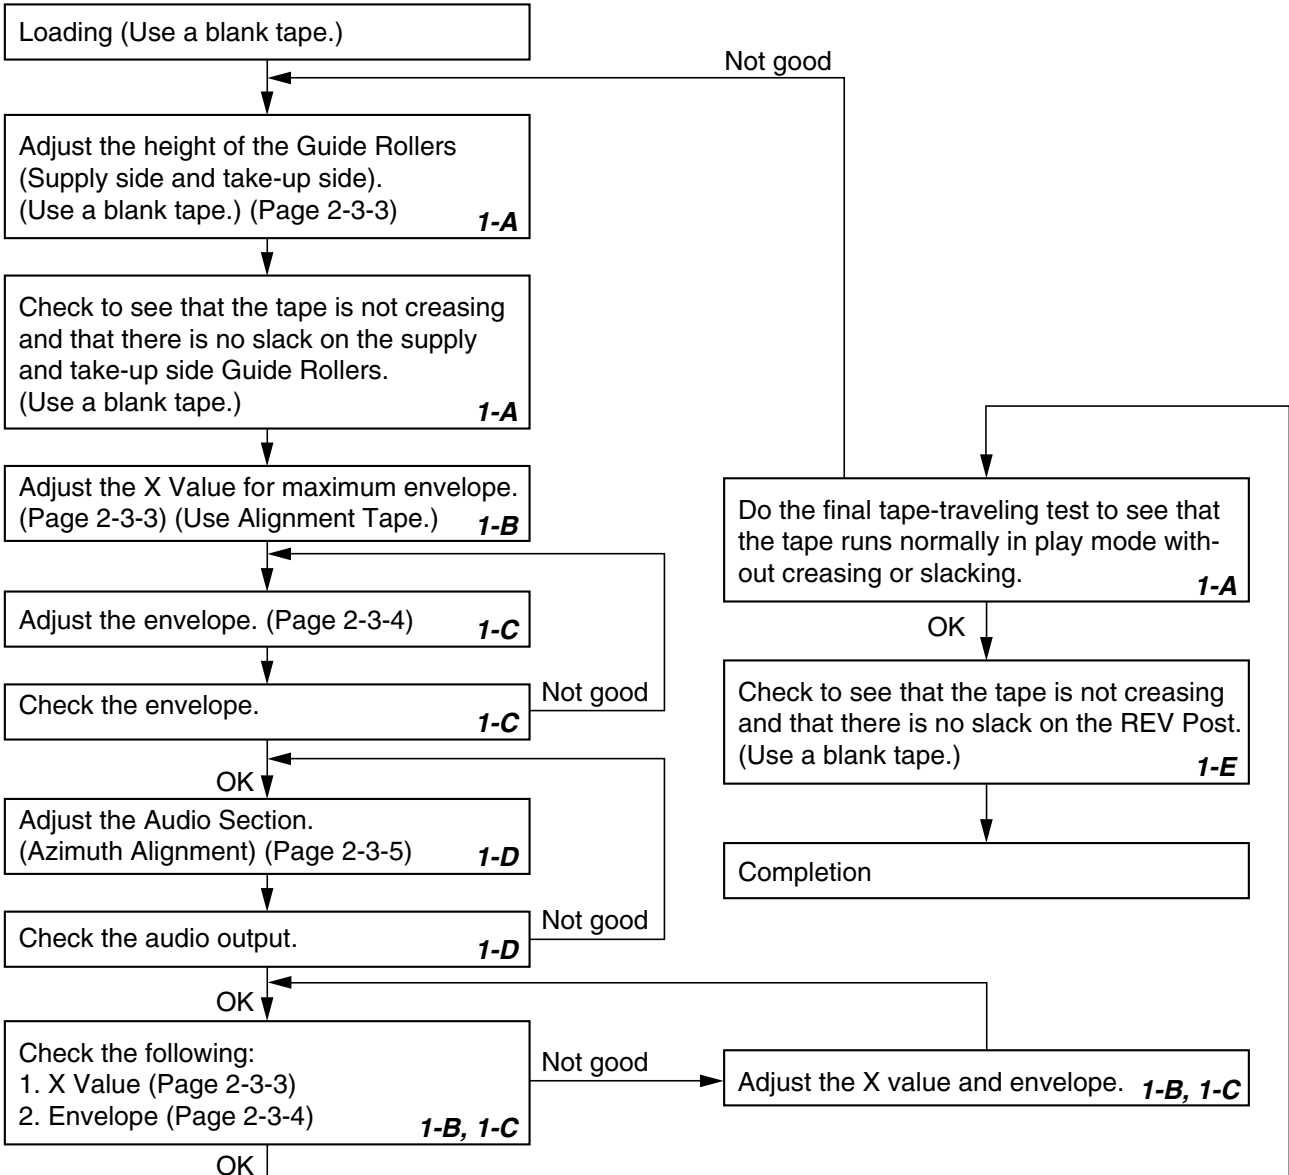 Loading (Use a blank tape.)
Not good
Adjust the height of the Guide Rollers
(Supply side and take-up side).
(Use a blank tape.) (Page 2-3-3)
1-A
Check to see that the tape is not creasing
and that there is no slack on the supply
and take-up side Guide Rollers.
(Use a blank tape.)
1-A
Adjust the X Value for maximum envelope.
(Page 2-3-3) (Use Alignment Tape.)
1-B
Adjust the envelope. (Page 2-3-4)
1-C
Check the envelope.
1-C
Not good
OK
Adjust the Audio Section.
(Azimuth Alignment) (Page 2-3-5)
1-D
Check the audio output.
1-D
Not good
OK
Check the following:
1. X Value (Page 2-3-3)
2. Envelope (Page 2-3-4)
1-B, 1-C
Not good
Adjust the X value and envelope.
1-B, 1-C
OK
Do the final tape-traveling test to see that
the tape runs normally in play mode with-
out creasing or slacking.
1-A
OK
Check to see that the tape is not creasing
and that there is no slack on the REV Post.
(Use a blank tape.)
1-E
Completion